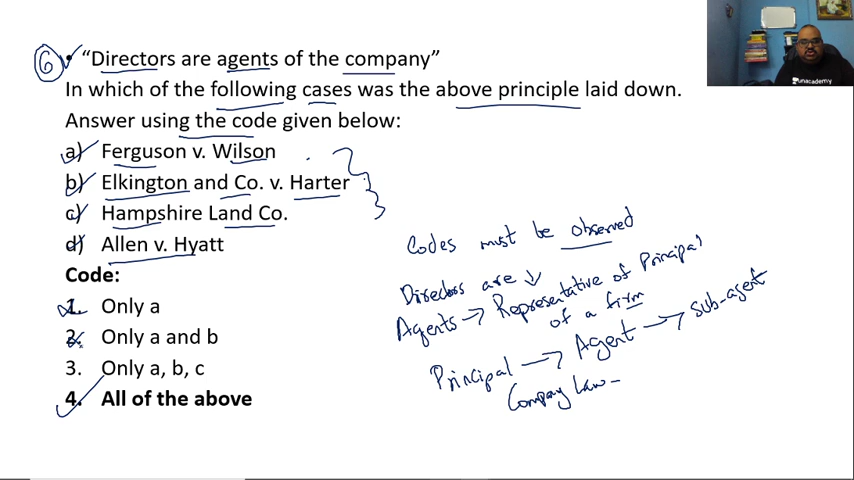 6 • “Directors are agents of the company”
In which of the following cases was the above principle laid down.
Answer using the code given below:
a) Ferguson v. Wilson
b) Elkington and Co. v. Harter
c) Hampshire Land Co.
d) Allen v. Hyatt
Code:
1. Only a
2. Only a and b
3. Only a, b, c
4. All of the above
Codes must be observed
Directors are ↓
Agents → Representative of Principal
of a firm
Principal → Agent → sub-agent
Company Law -
unacademy